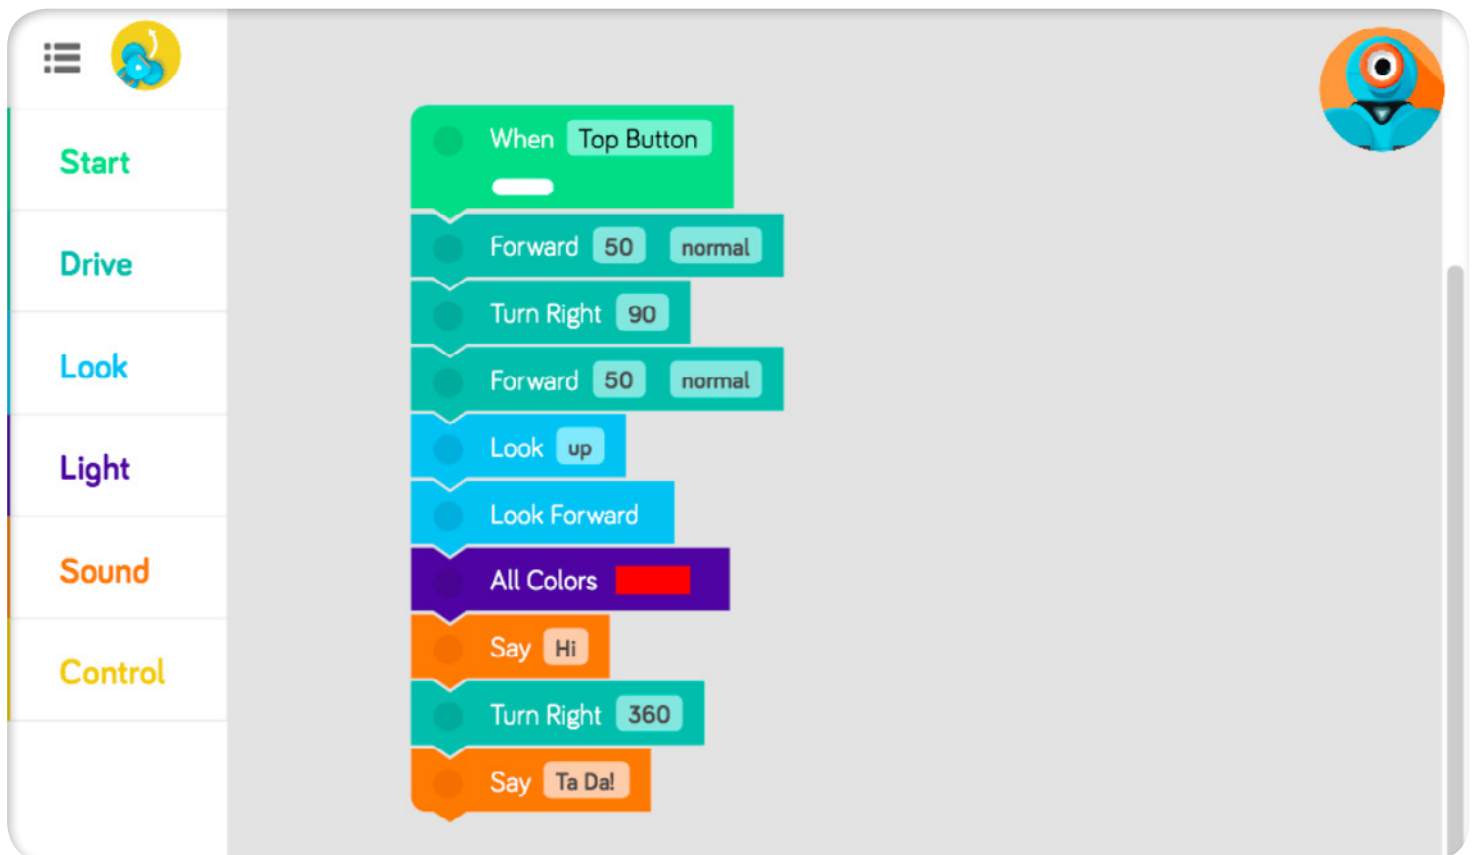 Start
Drive
Look
Light
Sound
Control
When Top Button
Forward 50 normal
Turn Right 90
Forward 50 normal
Look up
Look Forward
All Colors
Say Hi
Turn Right 360
Say Ta Da!